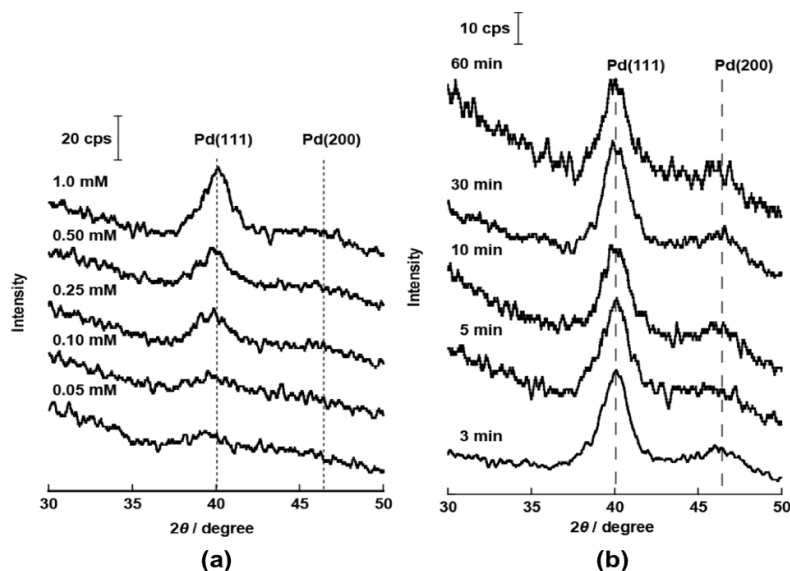 20 cps
Pd(111)
Pd(200)
1.0 mM
0.50 mM
0.25 mM
0.10 mM
0.05 mM
Intensity
30
35
40
45
50
2θ / degree
(a)
10 cps
60 min
Pd(111)
Pd(200)
30 min
10 min
5 min
3 min
Intensity
30
35
40
45
50
2θ / degree
(b)